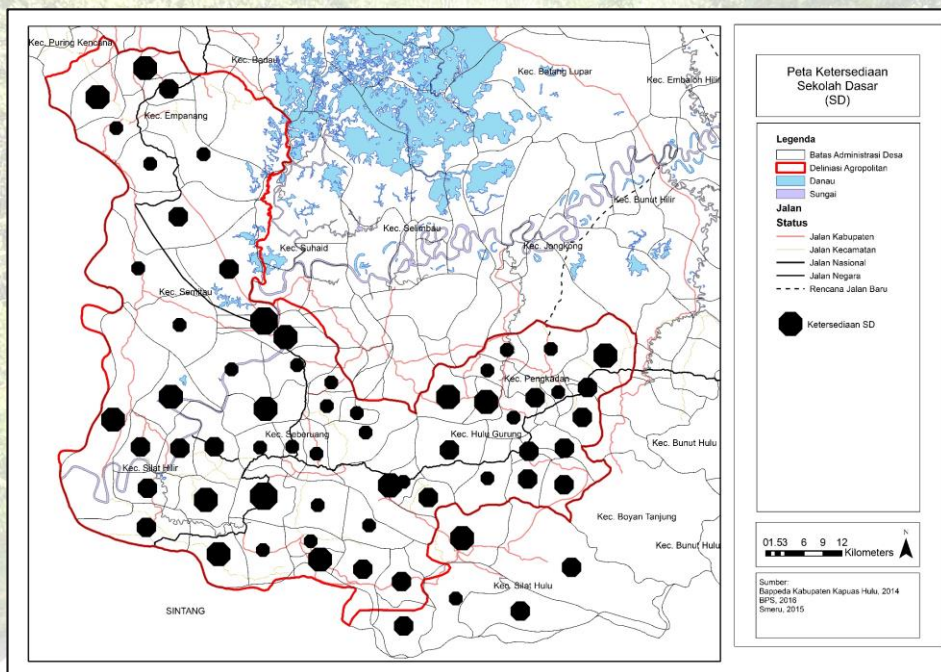 Kec. Puring Kencana
Kec. Badau
Kec. Batang Lupar
Kec. Embaloh Hilir
Kec. Empanang
Kec. Bunut Hilir
Kec. Selimbau
Kec. Suhaid
Kec. Jongkong
Kec. Semitau
Kec. Pengkadan
Kec. Seberuang
Kec. Hulu Gurung
Kec. Bunut Hulu
Kec. Silat Hilir
Kec. Boyan Tanjung
Kec. Bunut Hulu
Kec. Silat Hulu
SINTANG
Peta Ketersediaan
Sekolah Dasar
(SD)
Legenda
Batas Administrasi Desa
Deliniasi Agropolitan
Danau
Sungai
Jalan
Status
Jalan Kabupaten
Jalan Kecamatan
Jalan Nasional
Jalan Negara
Rencana Jalan Baru
Ketersediaan SD
01.53 6 9 12
Kilometers
N
Sumber:
Bappeda Kabupaten Kapuas Hulu, 2014
BPS, 2016
Smeru, 2015